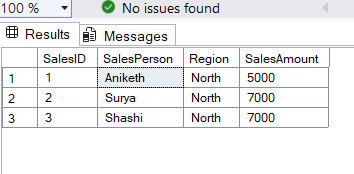 100 % No issues found
Results Messages
SalesID SalesPerson Region SalesAmount
1 1 Aniketh North 5000
2 2 Surya North 7000
3 3 Shashi North 7000